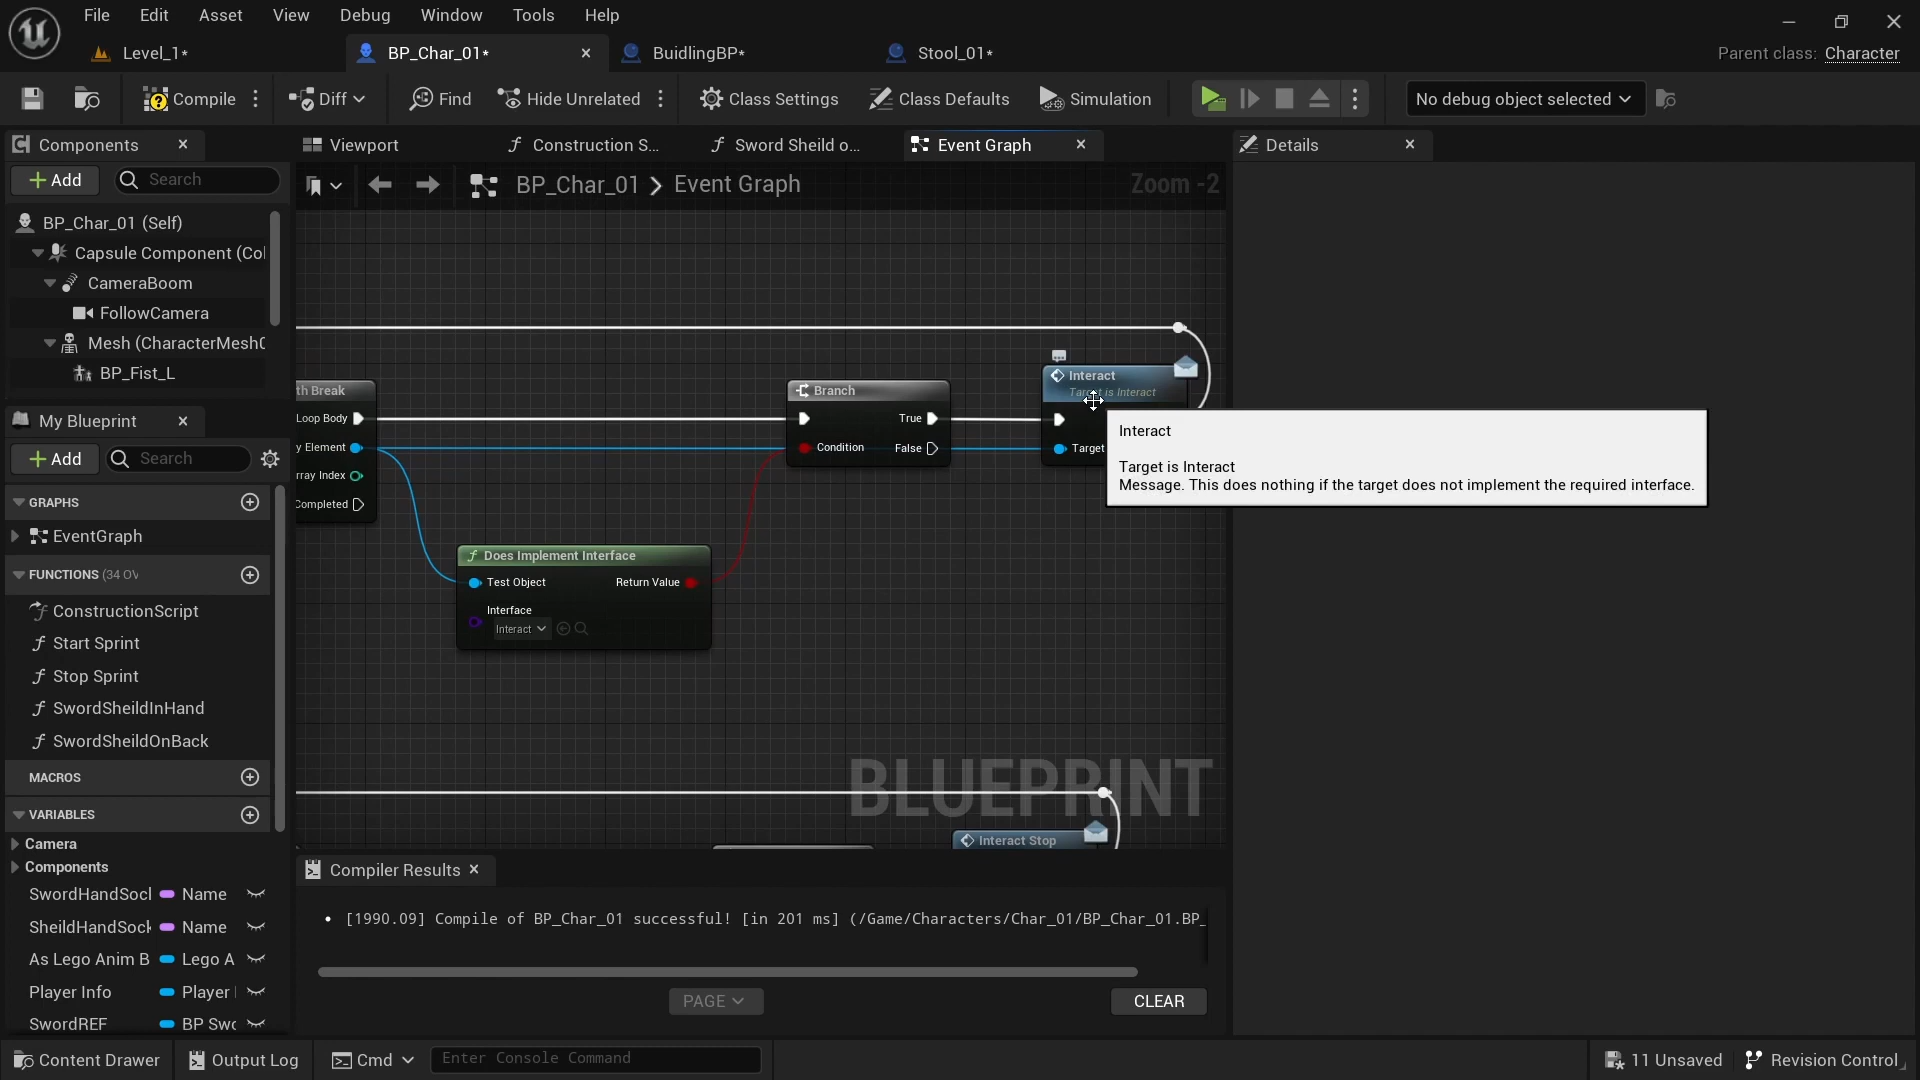 File Edit Asset View Debug Window Tools Help
Level_1* BP_Char_01* BuidlingBP* Stool_01* Parent class: Character
Compile Diff Find Hide Unrelated Class Settings Class Defaults Simulation No debug object selected
Components Viewport Construction S... Sword Sheild o... Event Graph Details
Add Search BP_Char_01 > Event Graph Zoom -2
BP_Char_01 (Self)
Capsule Component (Col
CameraBoom
FollowCamera
Mesh (CharacterMesh0
BP_Fist_L
My Blueprint
Add Search
GRAPHS
EventGraph
FUNCTIONS (34 OV
ConstructionScript
Start Sprint
Stop Sprint
SwordSheildInHand
SwordSheildOnBack
MACROS
VARIABLES
Camera
Components
SwordHandSocl Name
SheildHandSock Name
As Lego Anim B Lego A
Player Info Player
SwordREF BP Swo
th Break
Loop Body
y Element
rray Index
Completed
Branch
True
Condition False
Interact
Target is Interact
Target
Interact
Target is Interact
Message. This does nothing if the target does not implement the required interface.
Does Implement Interface
Test Object Return Value
Interface
Interact
BLUEPRINT
Interact Stop
Compiler Results
• [1990.09] Compile of BP_Char_01 successful! [in 201 ms] (/Game/Characters/Char_01/BP_Char_01.BP_
PAGE CLEAR
Content Drawer Output Log Cmd Enter Console Command 11 Unsaved Revision Control